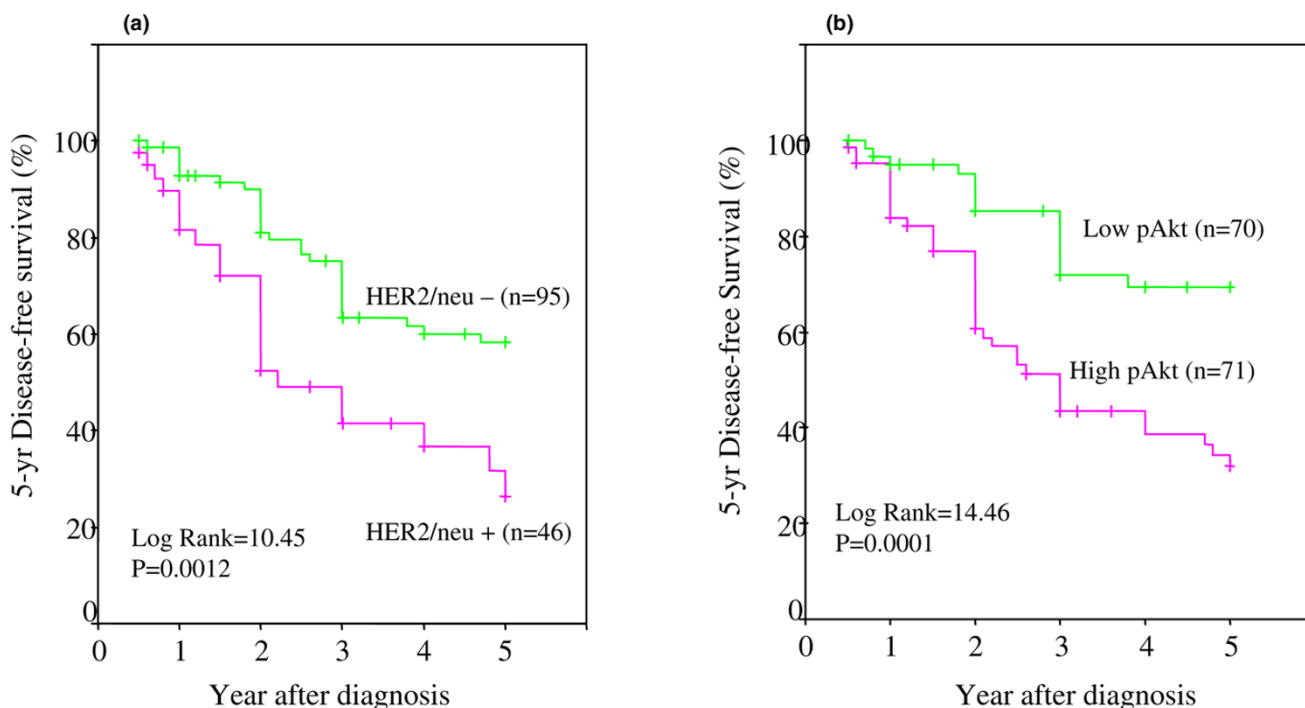 (a)
5-yr Disease-free survival (%)
100
80
60
40
20
0
HER2/neu – (n=95)
HER2/neu + (n=46)
Log Rank=10.45
P=0.0012
0 1 2 3 4 5
Year after diagnosis
(b)
5-yr Disease-free Survival (%)
100
80
60
40
20
0
Low pAkt (n=70)
High pAkt (n=71)
Log Rank=14.46
P=0.0001
0 1 2 3 4 5
Year after diagnosis